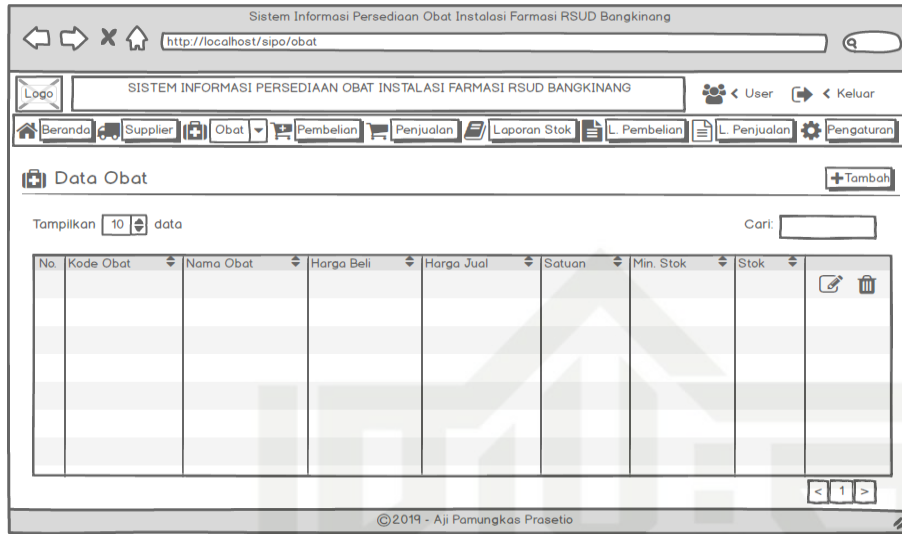 Sistem Informasi Persediaan Obat Instalasi Farmasi RSUD Bangkinang
http://localhost/sipo/obat
Logo SISTEM INFORMASI PERSEDIAAN OBAT INSTALASI FARMASI RSUD BANGKINANG < User < Keluar
Beranda Supplier Obat Pembelian Penjualan Laporan Stok L. Pembelian L. Penjualan Pengaturan
Data Obat +Tambah
Tampilkan 10 data Cari:
No. Kode Obat Nama Obat Harga Beli Harga Jual Satuan Min. Stok Stok
< 1 >
©2019 - Aji Pamungkas Prasetio